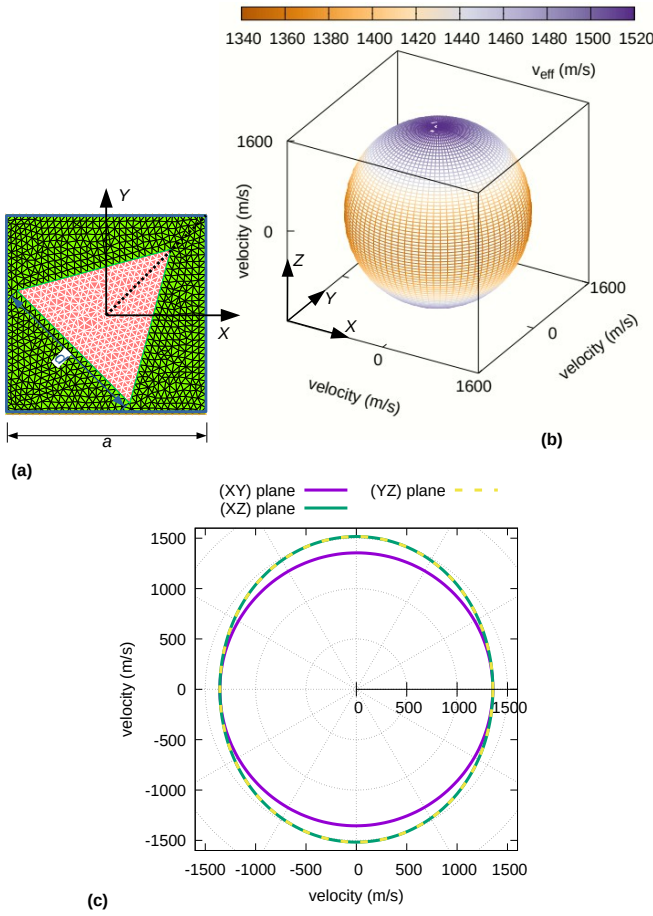 1340 1360 1380 1400 1420 1440 1460 1480 1500 1520
v_eff (m/s)
1600
velocity (m/s)
0
Z
Y
X
0
1600
velocity (m/s)
1600
0
velocity (m/s)
(b)
Y
X
b
a
(a)
(XY) plane
(YZ) plane
(XZ) plane
1500
1000
500
0
-500
-1000
-1500
velocity (m/s)
0 500 1000 1500
-1500 -1000 -500 0 500 1000 1500
velocity (m/s)
(c)